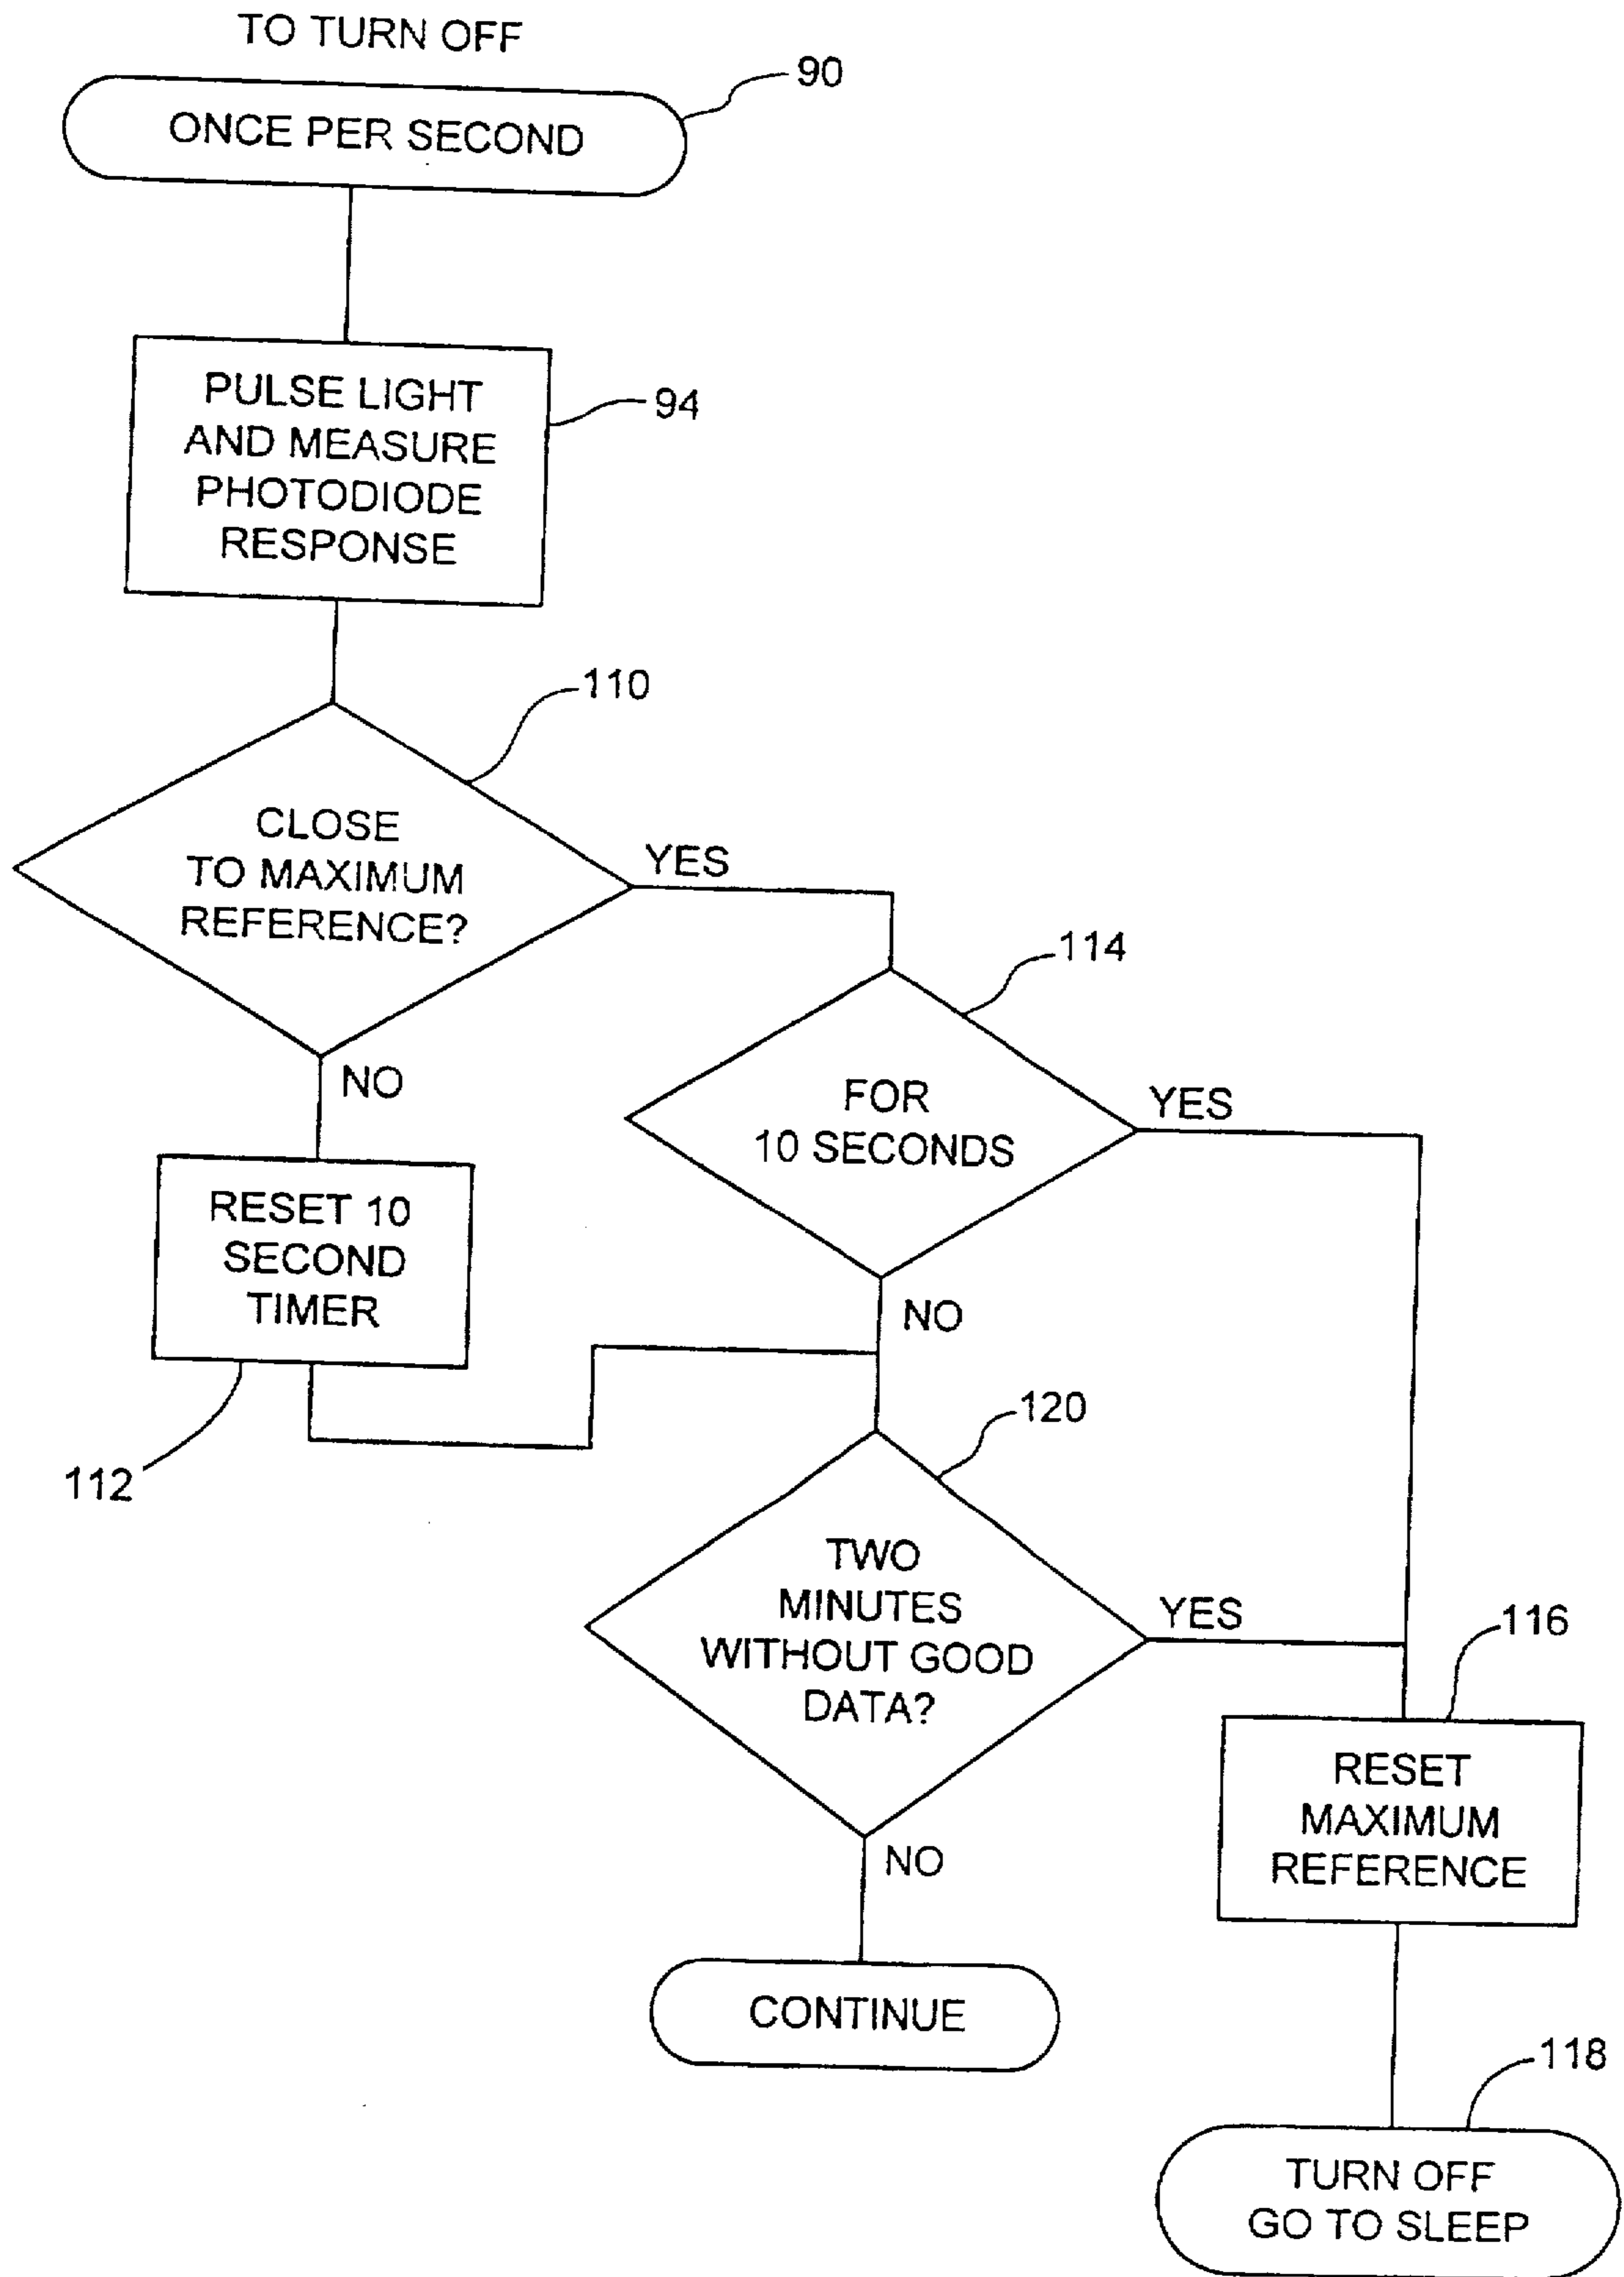 TO TURN OFF
ONCE PER SECOND
90
PULSE LIGHT
AND MEASURE
PHOTODIODE
RESPONSE
94
110
CLOSE
TO MAXIMUM
REFERENCE?
YES
NO
114
FOR
10 SECONDS
YES
NO
RESET 10
SECOND
TIMER
112
120
TWO
MINUTES
WITHOUT GOOD
DATA?
YES
NO
116
RESET
MAXIMUM
REFERENCE
CONTINUE
118
TURN OFF
GO TO SLEEP